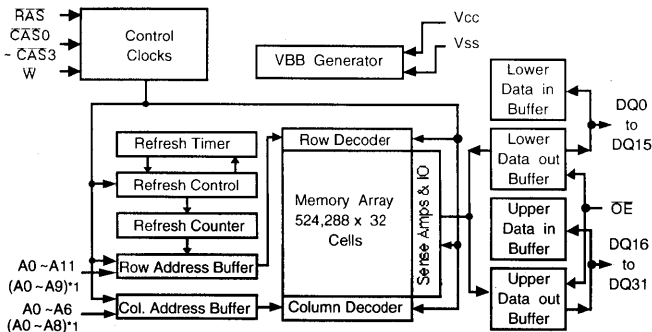 RAS
CAS0
~ CAS3
W
Control
Clocks
VBB Generator
Vcc
Vss
Lower
Data in
Buffer
DQ0
to
DQ15
Lower
Data out
Buffer
OE
Upper
Data in
Buffer
DQ16
to
DQ31
Upper
Data out
Buffer
Refresh Timer
Refresh Control
Refresh Counter
Row Address Buffer
Col. Address Buffer
A0 ~A11
(A0 ~A9)*1
A0 ~A6
(A0 ~A8)*1
Row Decoder
Memory Array
524,288 x 32
Cells
Column Decoder
Sense Amps & IO